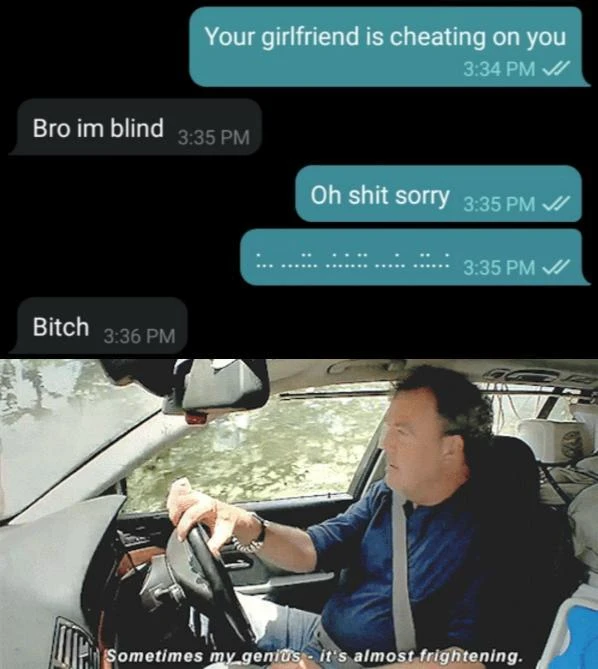 Your girlfriend is cheating on you
3:34 PM
Bro im blind 3:35 PM
Oh shit sorry 3:35 PM
:.. ...::. .:.:.:: ...:. .::..: 3:35 PM
Bitch 3:36 PM
Sometimes my genius - it's almost frightening.